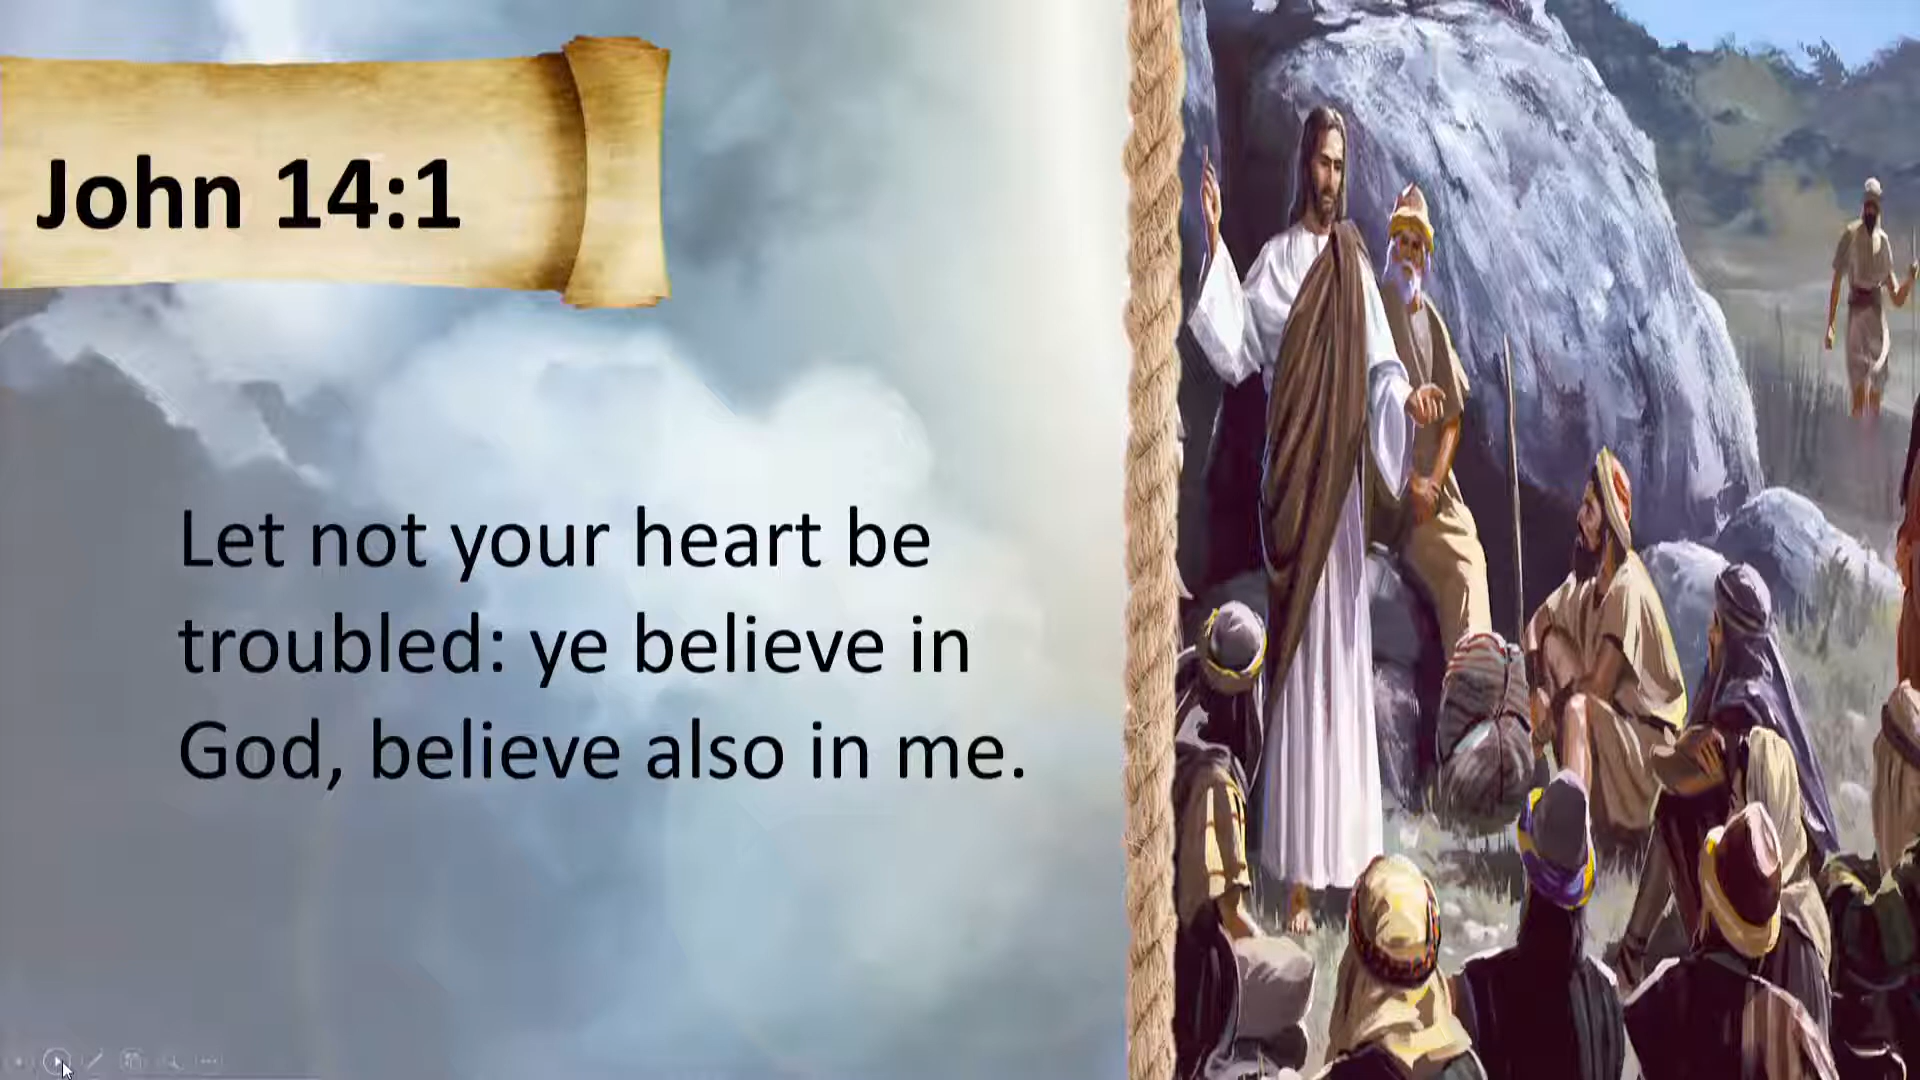 John 14:1
Let not your heart be
troubled: ye believe in
God, believe also in me.